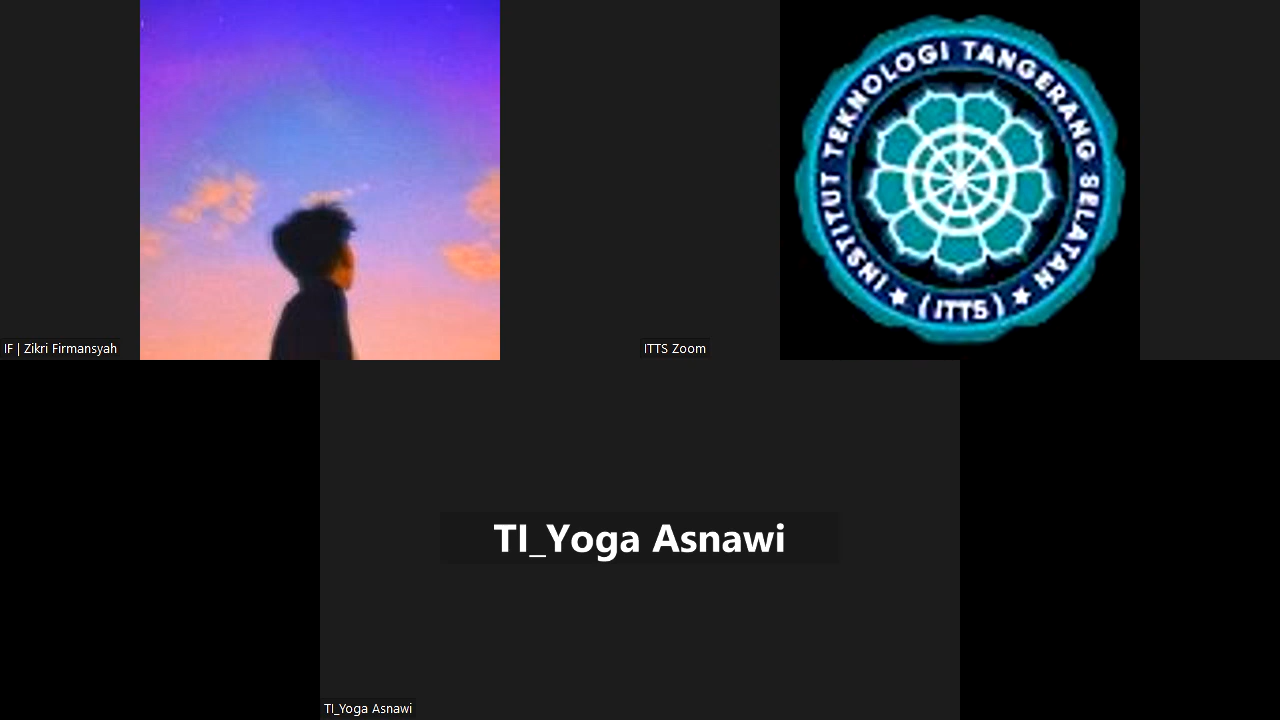 INSTITUT TEKNOLOGI TANGERANG SELATAN
(ITTS)
IF | Zikri Firmansyah
ITTS Zoom
TI_Yoga Asnawi
TI_Yoga Asnawi